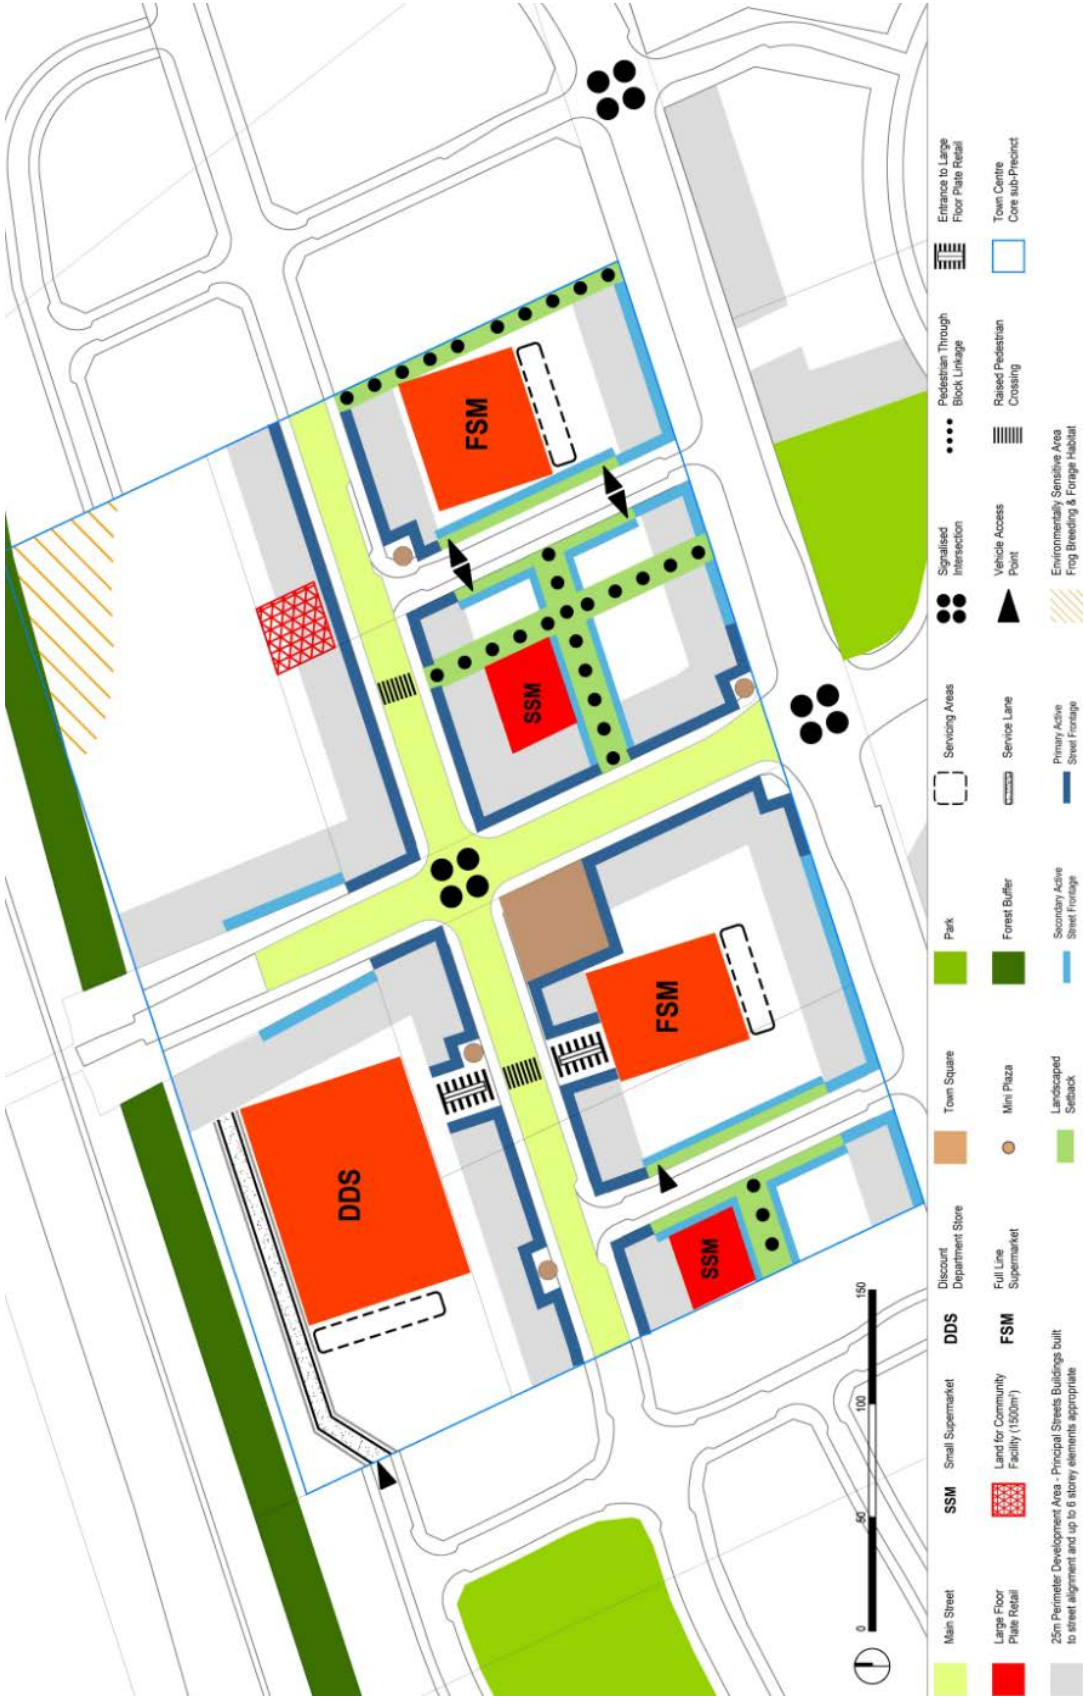 DDS
FSM
SSM
FSM
SSM
0
50
100
150
Main Street
Large Floor
Plate Retail
25m Perimeter Development Area - Principal Streets Buildings built
to street alignment and up to 6 storey elements appropriate
SSM
Small Supermarket
Land for Community
Facility (1500m²)
DDS
Discount
Department Store
FSM
Full Line
Supermarket
Town Square
Mini Plaza
Landscaped
Setback
Park
Forest Buffer
Secondary Active
Street Frontage
Servicing Areas
Service Lane
Primary Active
Street Frontage
Signalised
Intersection
Vehicle Access
Point
Environmentally Sensitive Area
Frog Breeding & Forage Habitat
Pedestrian Through
Block Linkage
Raised Pedestrian
Crossing
Entrance to Large
Floor Plate Retail
Town Centre
Core sub-Precinct